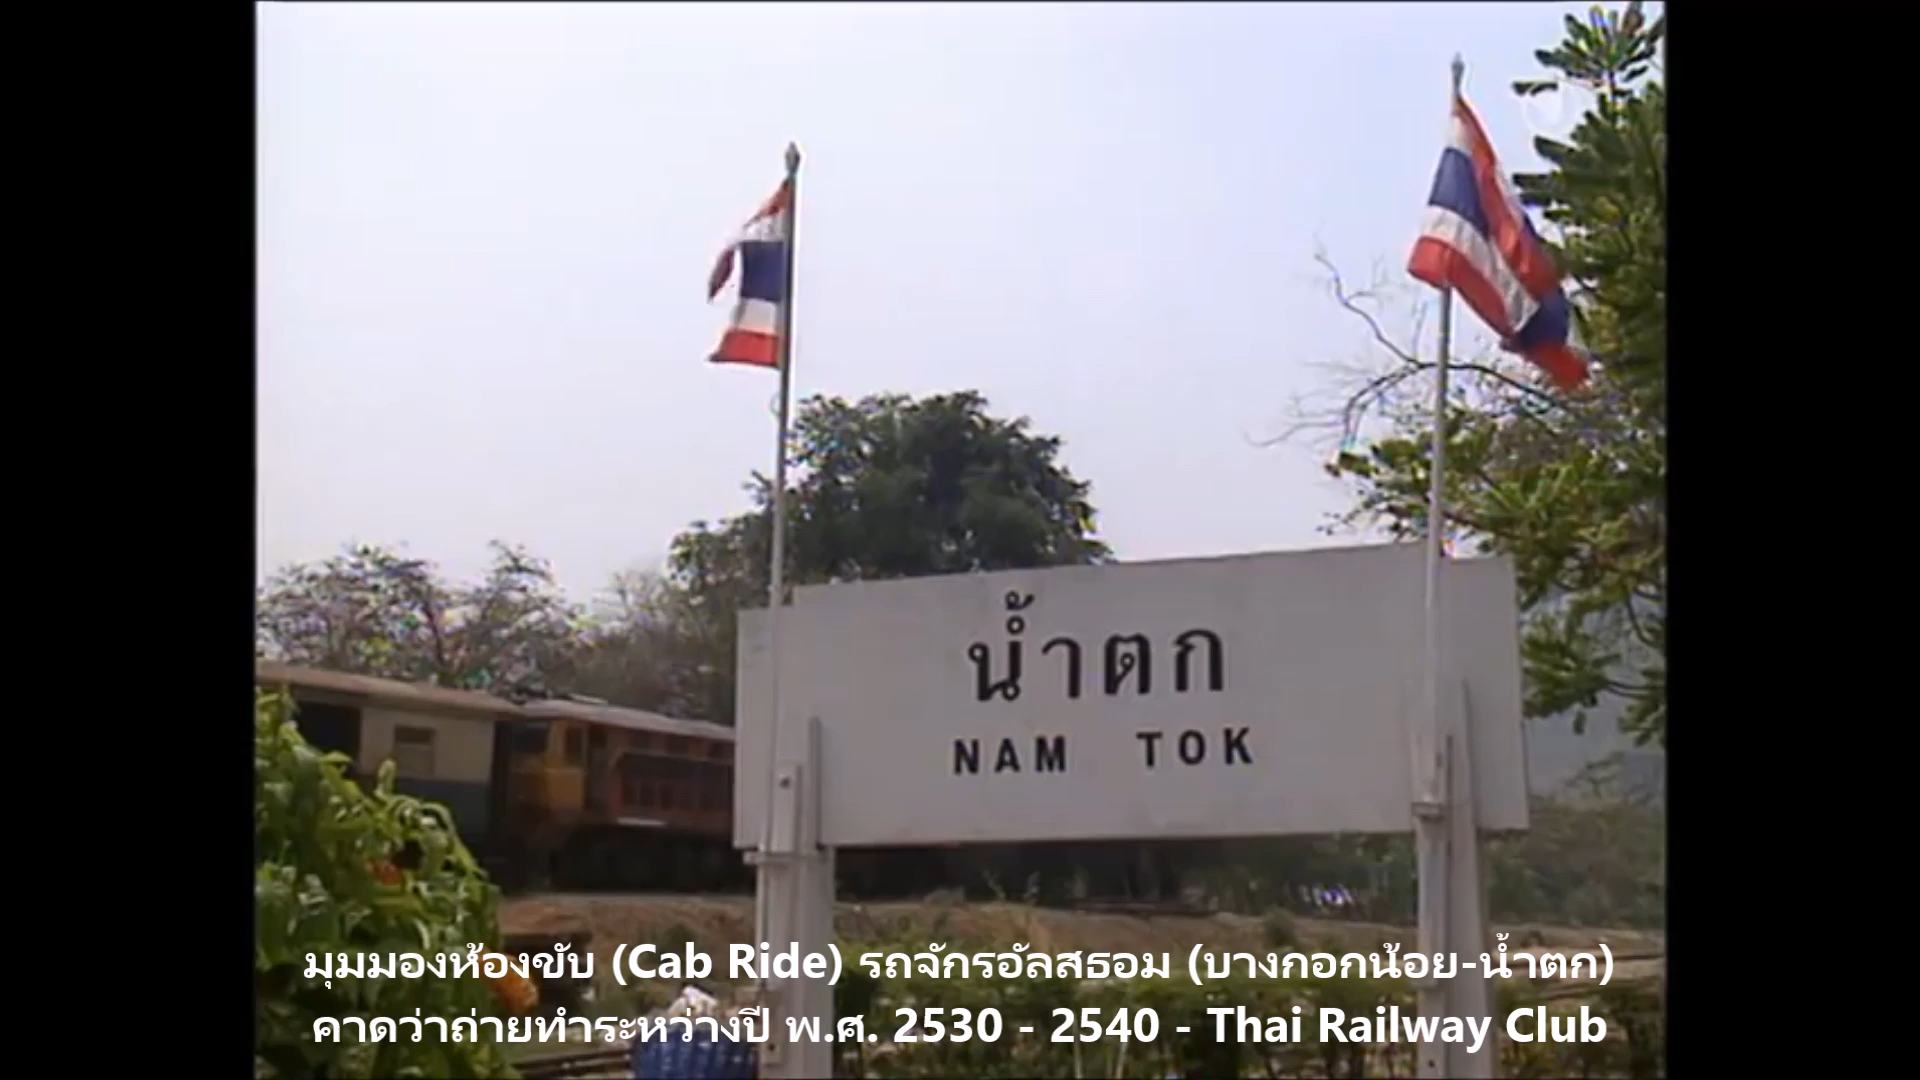 น้ำตก
NAM TOK
มุมมองห้องขับ (Cab Ride) รถจักรอัลสธอม (บางกอกน้อย-น้ำตก)
คาดว่าถ่ายทำระหว่างปี พ.ศ. 2530 - 2540 - Thai Railway Club